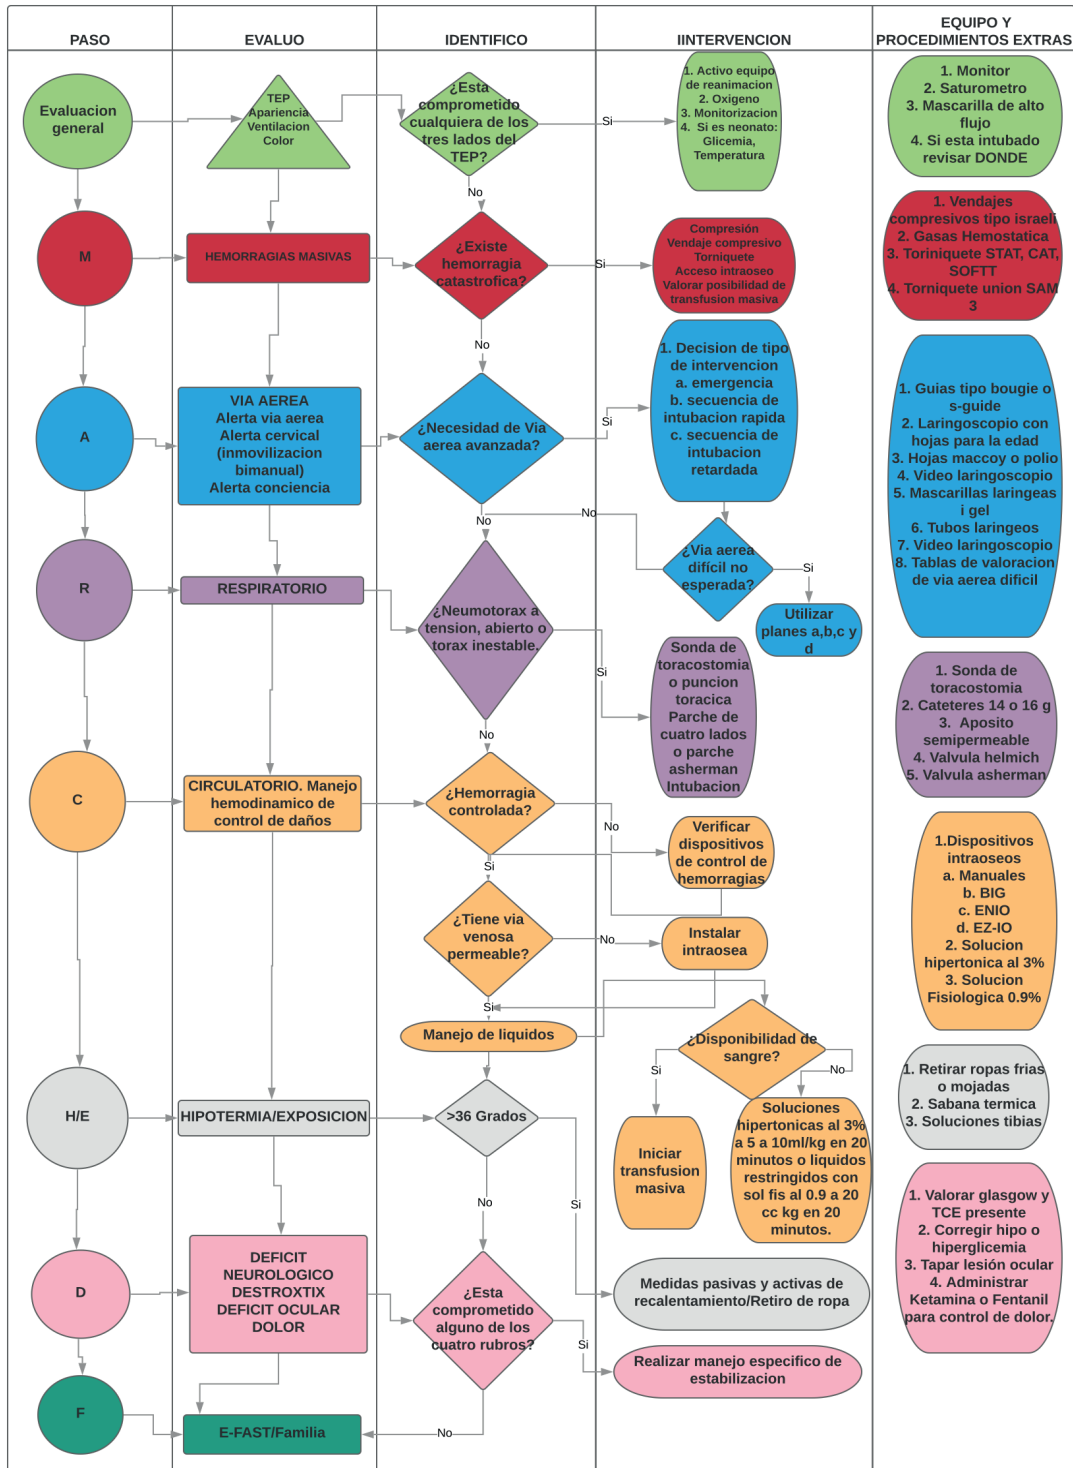 PASO
EVALUO
IDENTIFICO
IINTERVENCION
EQUIPO Y
PROCEDIMIENTOS EXTRAS
Evaluacion
general
TEP
Apariencia
Ventilacion
Color
¿Esta
comprometido
cualquiera de los
tres lados del
TEP?
Si
No
1. Activo equipo
de reanimacion
2. Oxigeno
3. Monitorizacion
4. Si es neonato:
Glicemia,
Temperatura
1. Monitor
2. Saturometro
3. Mascarilla de alto
flujo
4. Si esta intubado
revisar DONDE
M
HEMORRAGIAS MASIVAS
¿Existe
hemorragia
catastrofica?
Si
No
Compresión
Vendaje compresivo
Torniquete
Acceso intraoseo
Valorar posibilidad de
transfusion masiva
1. Vendajes
compresivos tipo israeli
2. Gasas Hemostatica
3. Toriniquete STAT, CAT,
SOFTT
4. Torniquete union SAM
3
A
VIA AEREA
Alerta via aerea
Alerta cervical
(inmovilizacion
bimanual)
Alerta conciencia
¿Necesidad de Via
aerea avanzada?
Si
No
1. Decision de tipo
de intervencion
a. emergencia
b. secuencia de
intubacion rapida
c. secuencia de
intubacion
retardada
No
¿Via aerea
difícil no
esperada?
Si
Utilizar
planes a,b,c y
d
1. Guias tipo bougie o
s-guide
2. Laringoscopio con
hojas para la edad
3. Hojas maccoy o polio
4. Video laringoscopio
5. Mascarillas laringeas
i gel
6. Tubos laringeos
7. Video laringoscopio
8. Tablas de valoracion
de via aerea dificil
R
RESPIRATORIO
¿Neumotorax a
tension, abierto o
torax inestable.
Si
No
Sonda de
toracostomia
o puncion
toracica
Parche de
cuatro lados
o parche
asherman
Intubacion
1. Sonda de
toracostomia
2. Cateteres 14 o 16 g
3. Aposito
semipermeable
4. Valvula helmich
5. Valvula asherman
C
CIRCULATORIO. Manejo
hemodinamico de
control de daños
¿Hemorragia
controlada?
No
Si
Verificar
dispositivos
de control de
hemorragias
¿Tiene via
venosa
permeable?
No
Si
Instalar
intraosea
Manejo de liquidos
¿Disponibilidad de
sangre?
Si
No
Iniciar
transfusion
masiva
Soluciones
hipertonicas al 3%
a 5 a 10ml/kg en 20
minutos o liquidos
restringidos con
sol fis al 0.9 a 20
cc kg en 20
minutos.
1.Dispositivos
intraoseos
a. Manuales
b. BIG
c. ENIO
d. EZ-IO
2. Solucion
hipertonica al 3%
3. Solucion
Fisiologica 0.9%
H/E
HIPOTERMIA/EXPOSICION
>36 Grados
Si
No
Medidas pasivas y activas de
recalentamiento/Retiro de ropa
1. Retirar ropas frias
o mojadas
2. Sabana termica
3. Soluciones tibias
D
DEFICIT
NEUROLOGICO
DESTROXTIX
DEFICIT OCULAR
DOLOR
¿Esta
comprometido
alguno de los
cuatro rubros?
Si
No
Realizar manejo especifico de
estabilizacion
1. Valorar glasgow y
TCE presente
2. Corregir hipo o
hiperglicemia
3. Tapar lesión ocular
4. Administrar
Ketamina o Fentanil
para control de dolor.
F
E-FAST/Familia